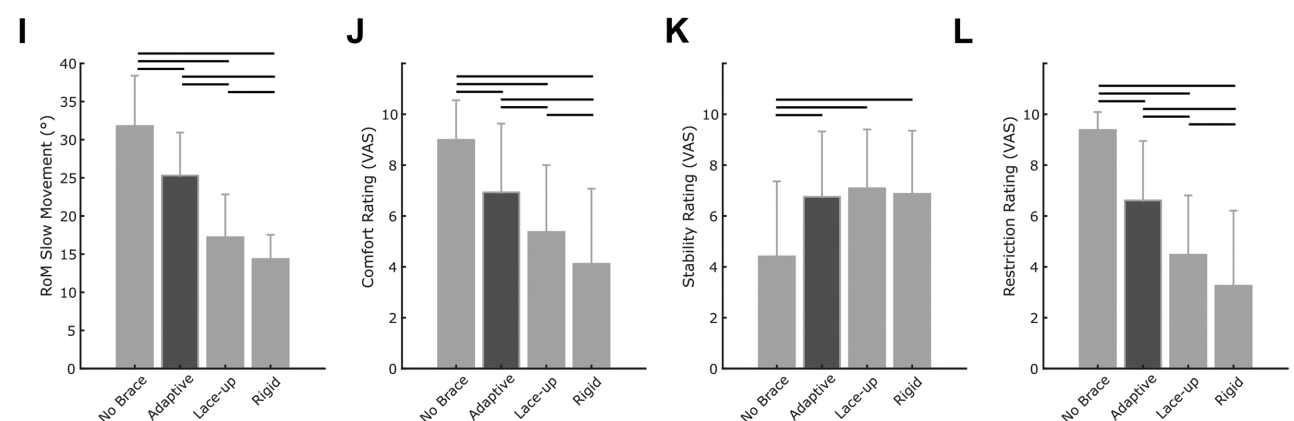 I
RoM Slow Movement (°)
40
35
30
25
20
15
10
5
0
No Brace
Adaptive
Lace-up
Rigid
J
Comfort Rating (VAS)
10
8
6
4
2
0
No Brace
Adaptive
Lace-up
Rigid
K
Stability Rating (VAS)
10
8
6
4
2
0
No Brace
Adaptive
Lace-up
Rigid
L
Restriction Rating (VAS)
10
8
6
4
2
0
No Brace
Adaptive
Lace-up
Rigid